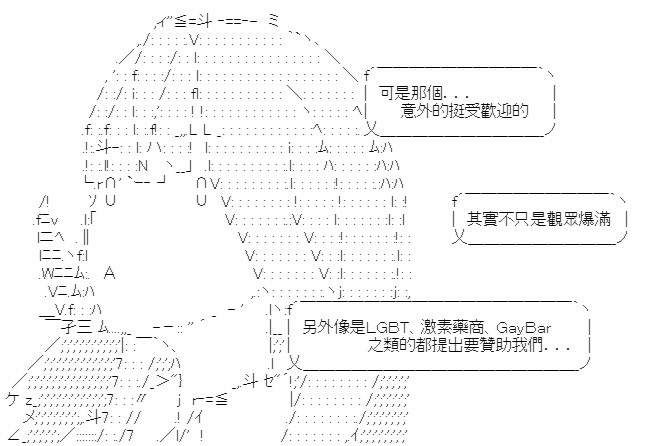 可是那個...
意外的挺受歡迎的
其實不只是觀眾爆滿
另外像是LGBT、激素藥商、GayBar
之類的都提出要贊助我們...